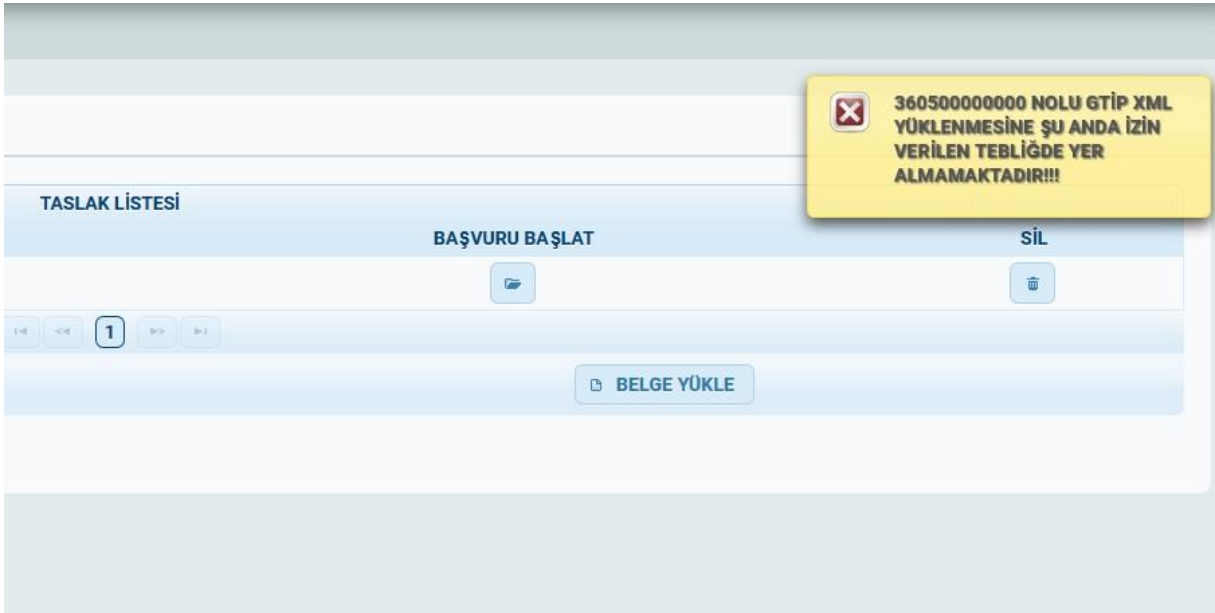 360500000000 NOLU GTİP XML
YÜKLENMESİNE ŞU ANDA İZİN
VERİLEN TEBLİĞDE YER
ALMAMAKTADIR!!!
TASLAK LİSTESİ
BAŞVURU BAŞLAT
SİL
1
BELGE YÜKLE